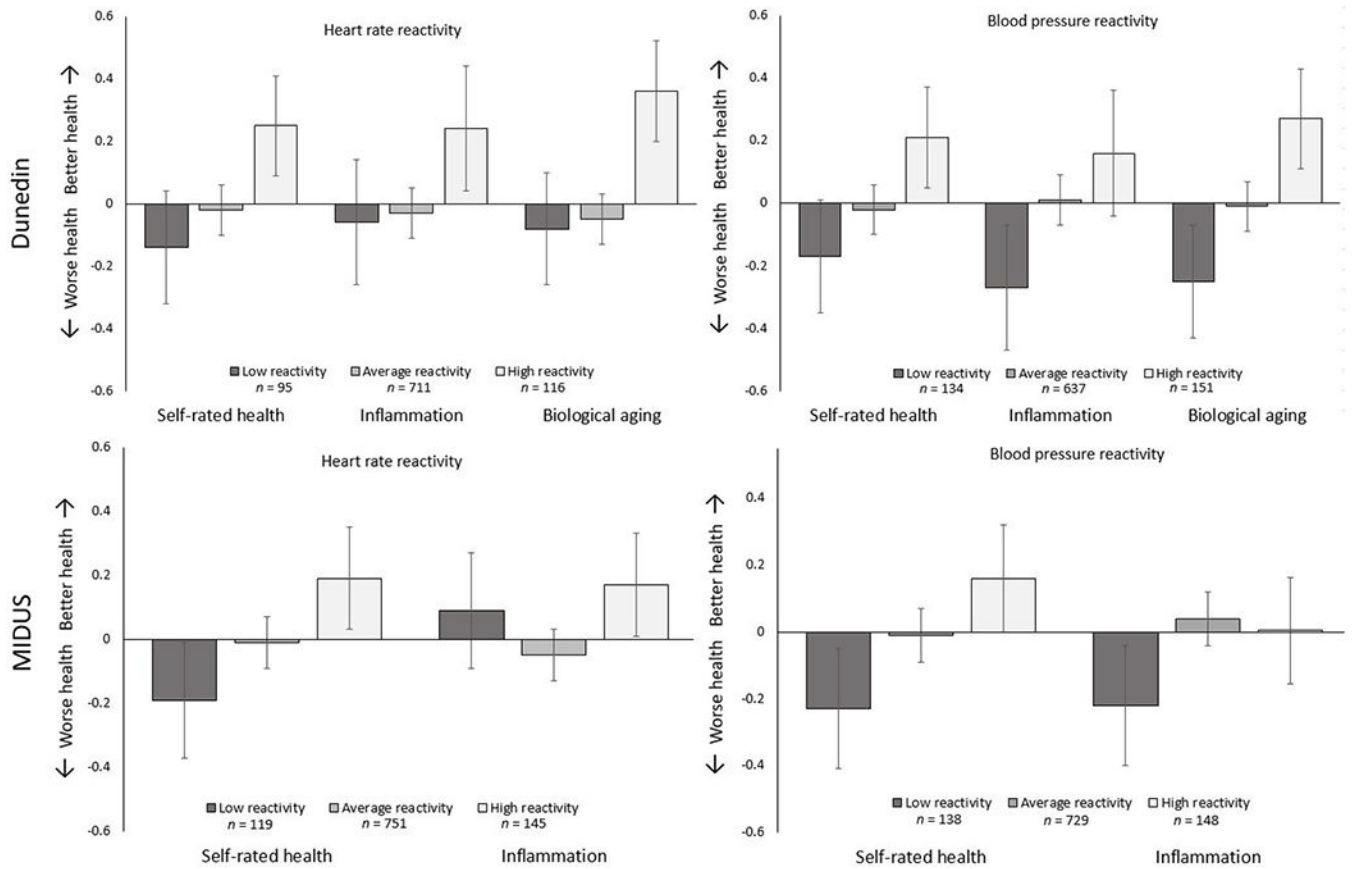 Dunedin
Worse health Better health
Heart rate reactivity
0.6
0.4
0.2
0
-0.2
-0.4
-0.6
Low reactivity Average reactivity High reactivity
n = 95 n = 711 n = 116
Self-rated health Inflammation Biological aging
Worse health Better health
Blood pressure reactivity
0.6
0.4
0.2
0
-0.2
-0.4
-0.6
Low reactivity Average reactivity High reactivity
n = 134 n = 637 n = 151
Self-rated health Inflammation Biological aging
MIDUS
Worse health Better health
Heart rate reactivity
0.6
0.4
0.2
0
-0.2
-0.4
-0.6
Low reactivity Average reactivity High reactivity
n = 119 n = 751 n = 145
Self-rated health Inflammation
Worse health Better health
Blood pressure reactivity
0.4
0.2
0
-0.2
-0.4
-0.6
Low reactivity Average reactivity High reactivity
n = 138 n = 729 n = 148
Self-rated health Inflammation